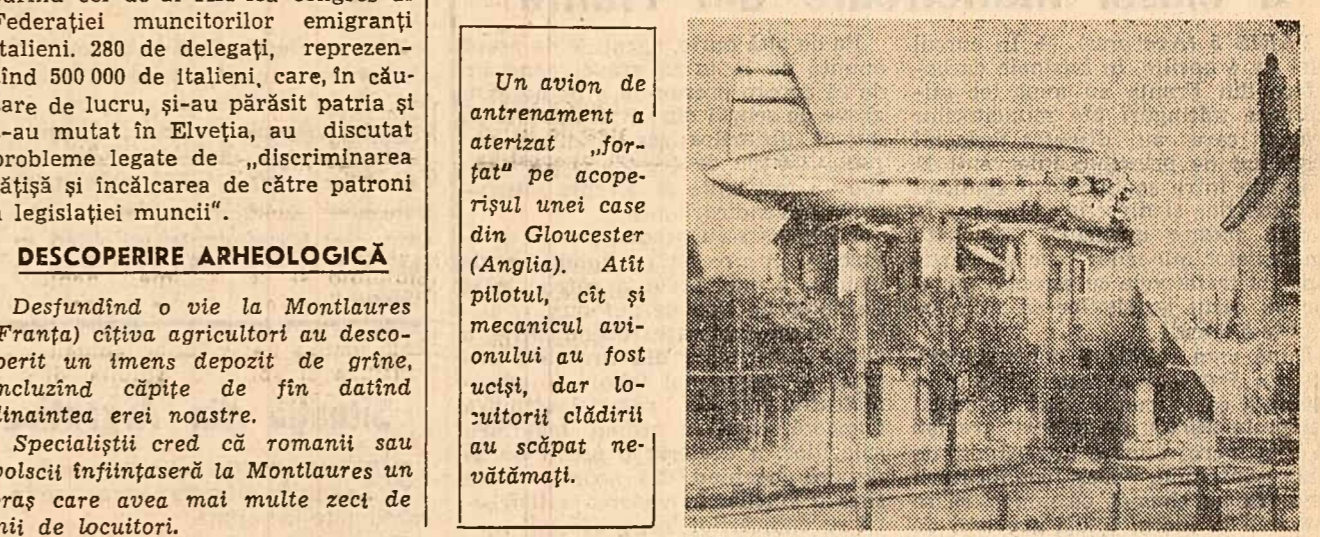 Federației muncitorilor emigranți
italieni. 280 de delegați, reprezen-
tînd 500 000 de italieni, care, în cău-
tare de lucru, și-au părăsit patria și
s-au mutat în Elveția, au discutat
probleme legate de „discriminarea
fățișă și încălcarea de către patroni
a legislației muncii“.
DESCOPERIRE ARHEOLOGICĂ
Desfundînd o vie la Montlaures
(Franța) cîțiva agricultori au desco-
perit un imens depozit de grîne,
incluzînd căpițe de fîn datînd
dinaintea erei noastre.
Specialiștii cred că romanii sau
volscii înființaseră la Montlaures un
oraș care avea mai multe zeci de
mii de locuitori.
Un avion de
antrenament a
aterizat „for-
țat“ pe acope-
rișul unei case
din Gloucester
(Anglia). Atît
pilotul, cît și
mecanicul avi-
onului au fost
uciși, dar lo-
cuitorii clădirii
au scăpat ne-
vătămați.